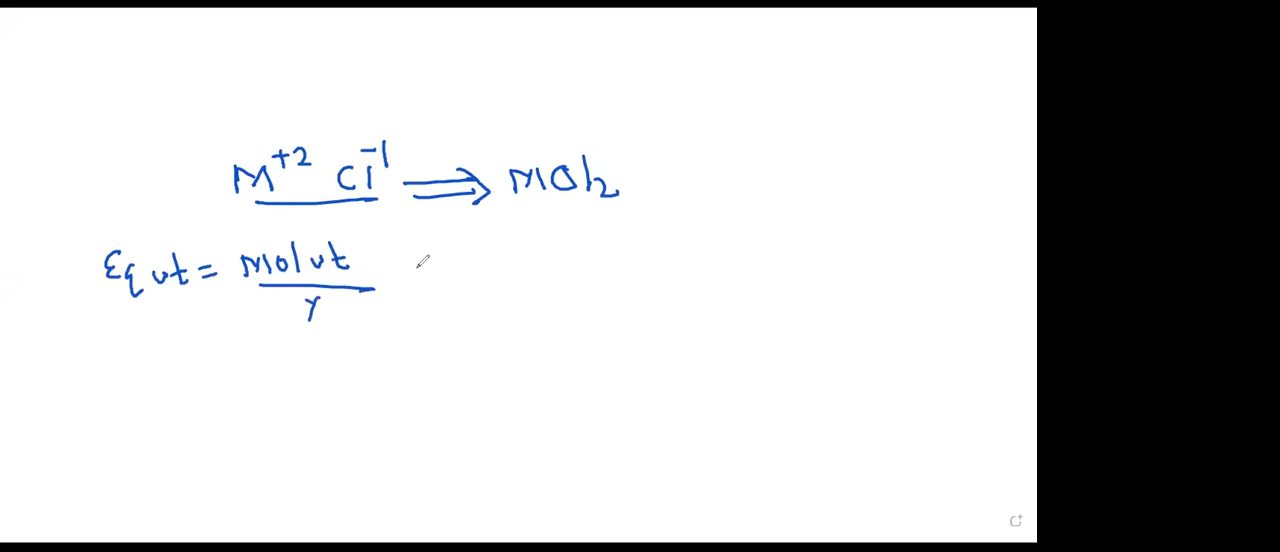 M⁺² Cl⁻¹ ⟹ MCl₂
Eq wt = Mol wt
Y